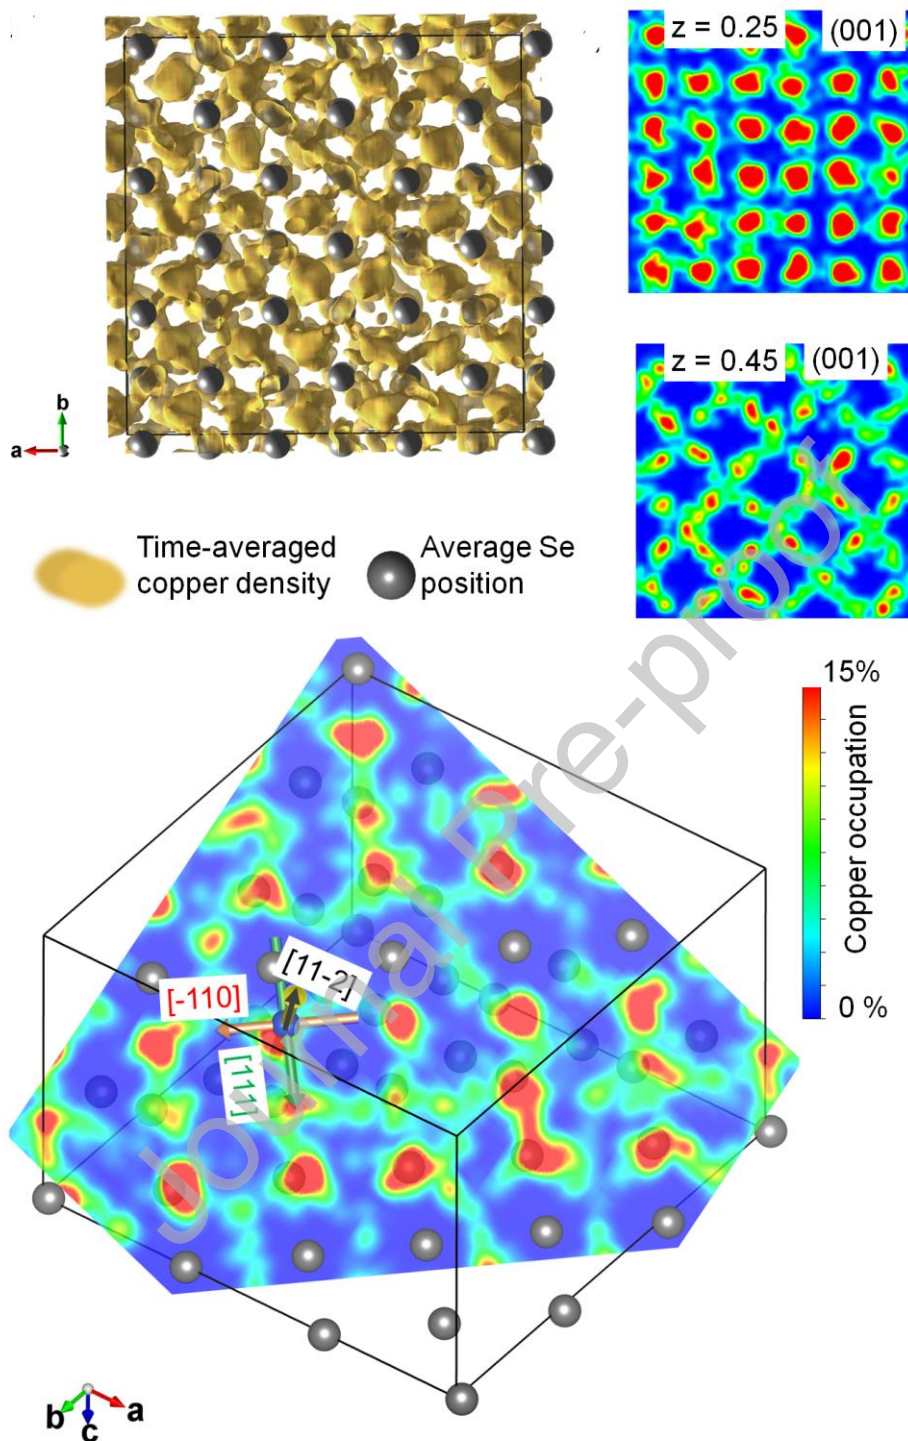 z = 0.25 (001)
b
a
z = 0.45 (001)
Time-averaged
copper density
Average Se
position
15%
Copper occupation
0 %
[11-2]
[-110]
[111]
b
a
c
Journal Pre-proof